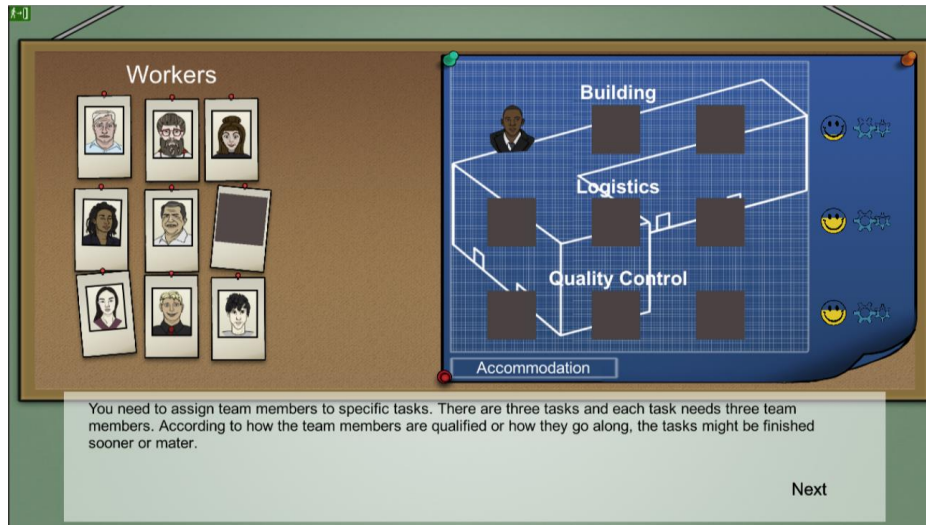 Workers
Building
Logistics
Quality Control
Accommodation
You need to assign team members to specific tasks. There are three tasks and each task needs three team
members. According to how the team members are qualified or how they go along, the tasks might be finished
sooner or mater.
Next